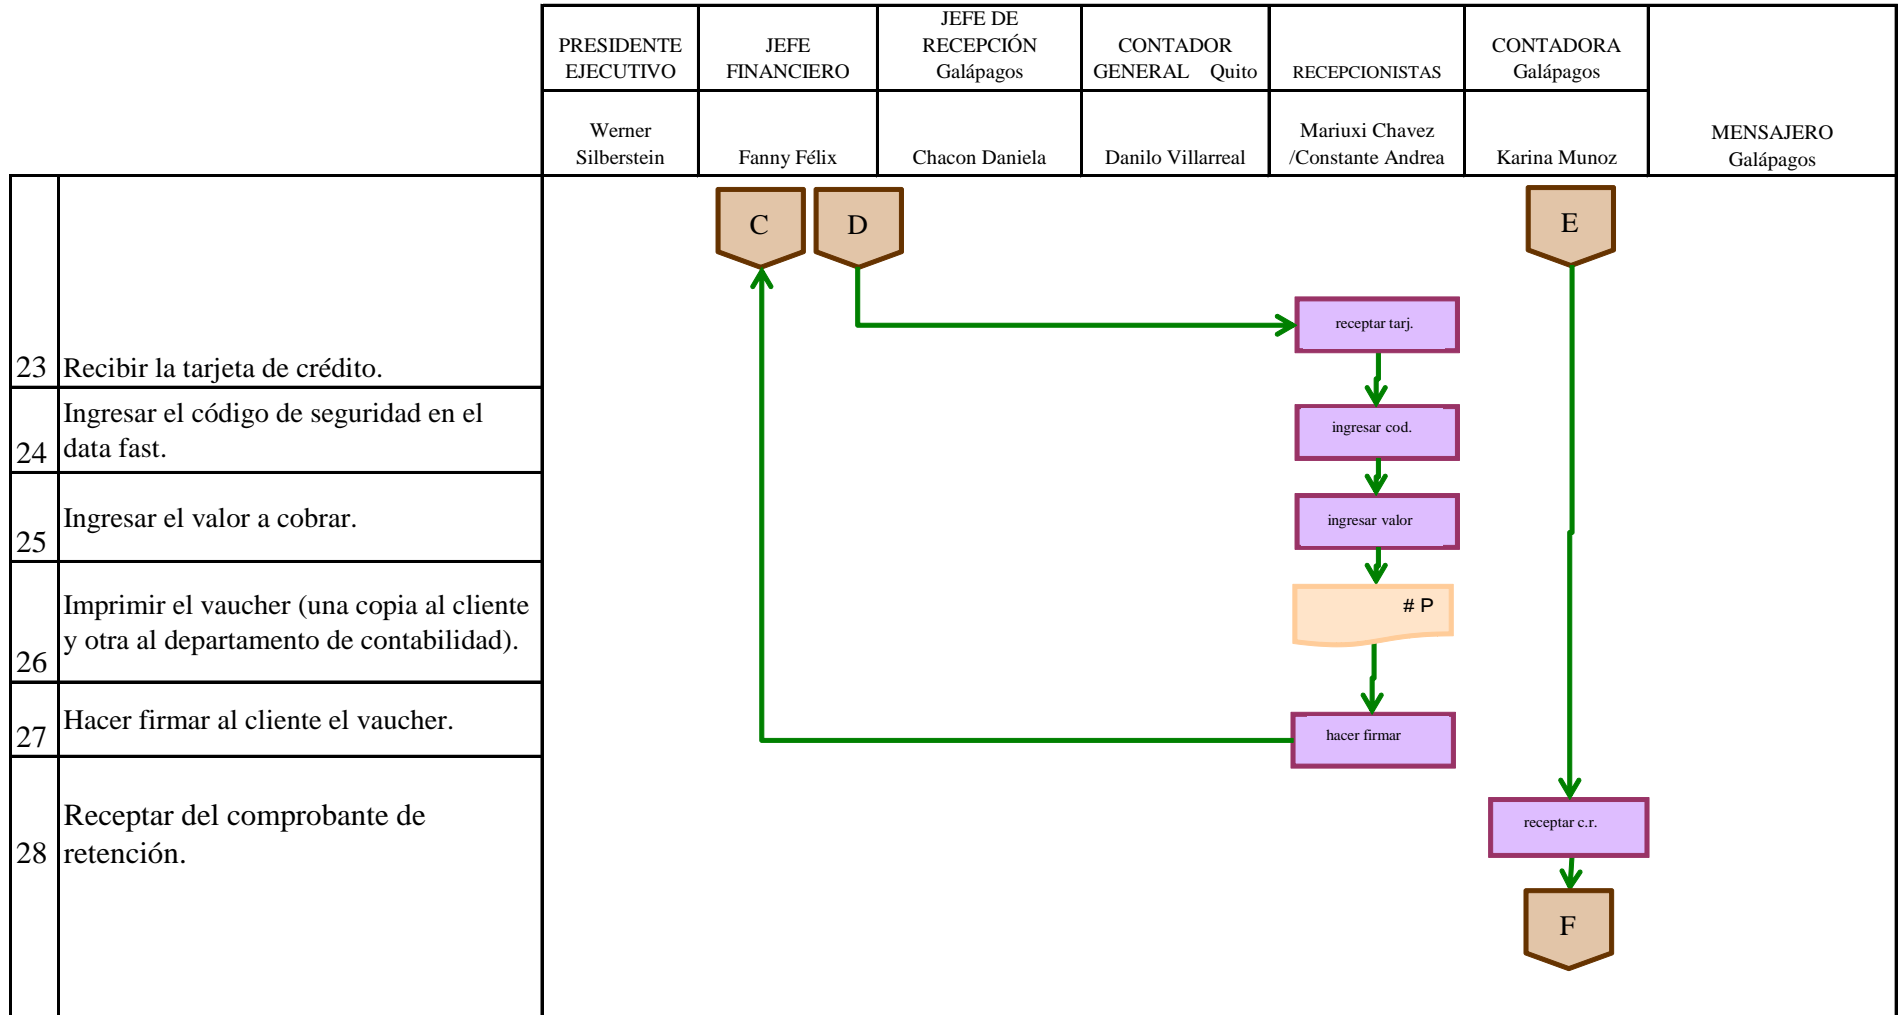 PRESIDENTE
EJECUTIVO
JEFE
FINANCIERO
JEFE DE
RECEPCIÓN
Galápagos
CONTADOR
GENERAL Quito
RECEPCIONISTAS
CONTADORA
Galápagos
MENSAJERO
Galápagos
Werner
Silberstein
Fanny Félix
Chacon Daniela
Danilo Villarreal
Mariuxi Chavez
/Constante Andrea
Karina Munoz
C
D
E
23 Recibir la tarjeta de crédito.
receptar tarj.
24 Ingresar el código de seguridad en el
data fast.
ingresar cod.
25 Ingresar el valor a cobrar.
ingresar valor
26 Imprimir el vaucher (una copia al cliente
y otra al departamento de contabilidad).
# P
27 Hacer firmar al cliente el vaucher.
hacer firmar
28 Receptar del comprobante de
retención.
receptar c.r.
F